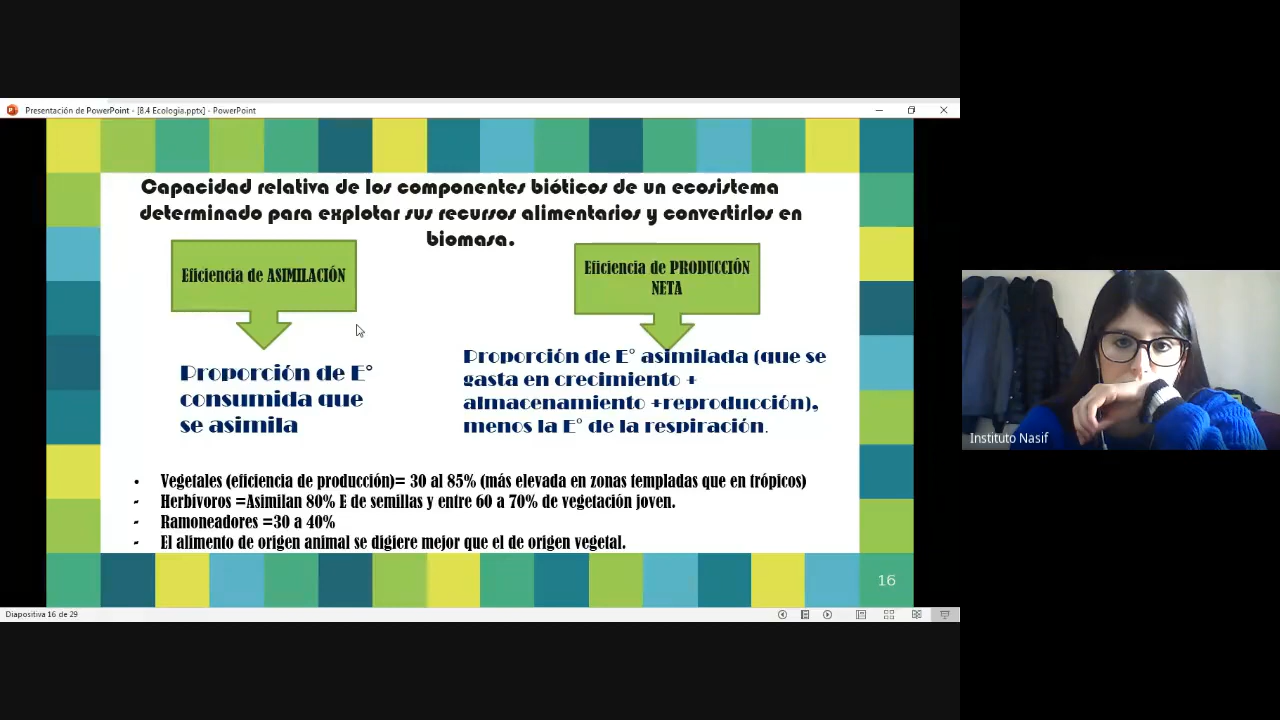 Presentación de PowerPoint - [8.4 Ecología.pptx] - PowerPoint
Capacidad relativa de los componentes bióticos de un ecosistema
determinado para explotar sus recursos alimentarios y convertirlos en
biomasa.
Eficiencia de ASIMILACIÓN
Eficiencia de PRODUCCIÓN
NETA
Proporción de E°
consumida que
se asimila
Proporción de E° asimilada (que se
gasta en crecimiento +
almacenamiento +reproducción),
menos la E° de la respiración.
• Vegetales (eficiencia de producción)= 30 al 85% (más elevada en zonas templadas que en trópicos)
- Herbívoros =Asimilan 80% E de semillas y entre 60 a 70% de vegetación joven.
- Ramoneadores =30 a 40%
- El alimento de origen animal se digiere mejor que el de origen vegetal.
16
Diapositiva 16 de 29
Instituto Nasif